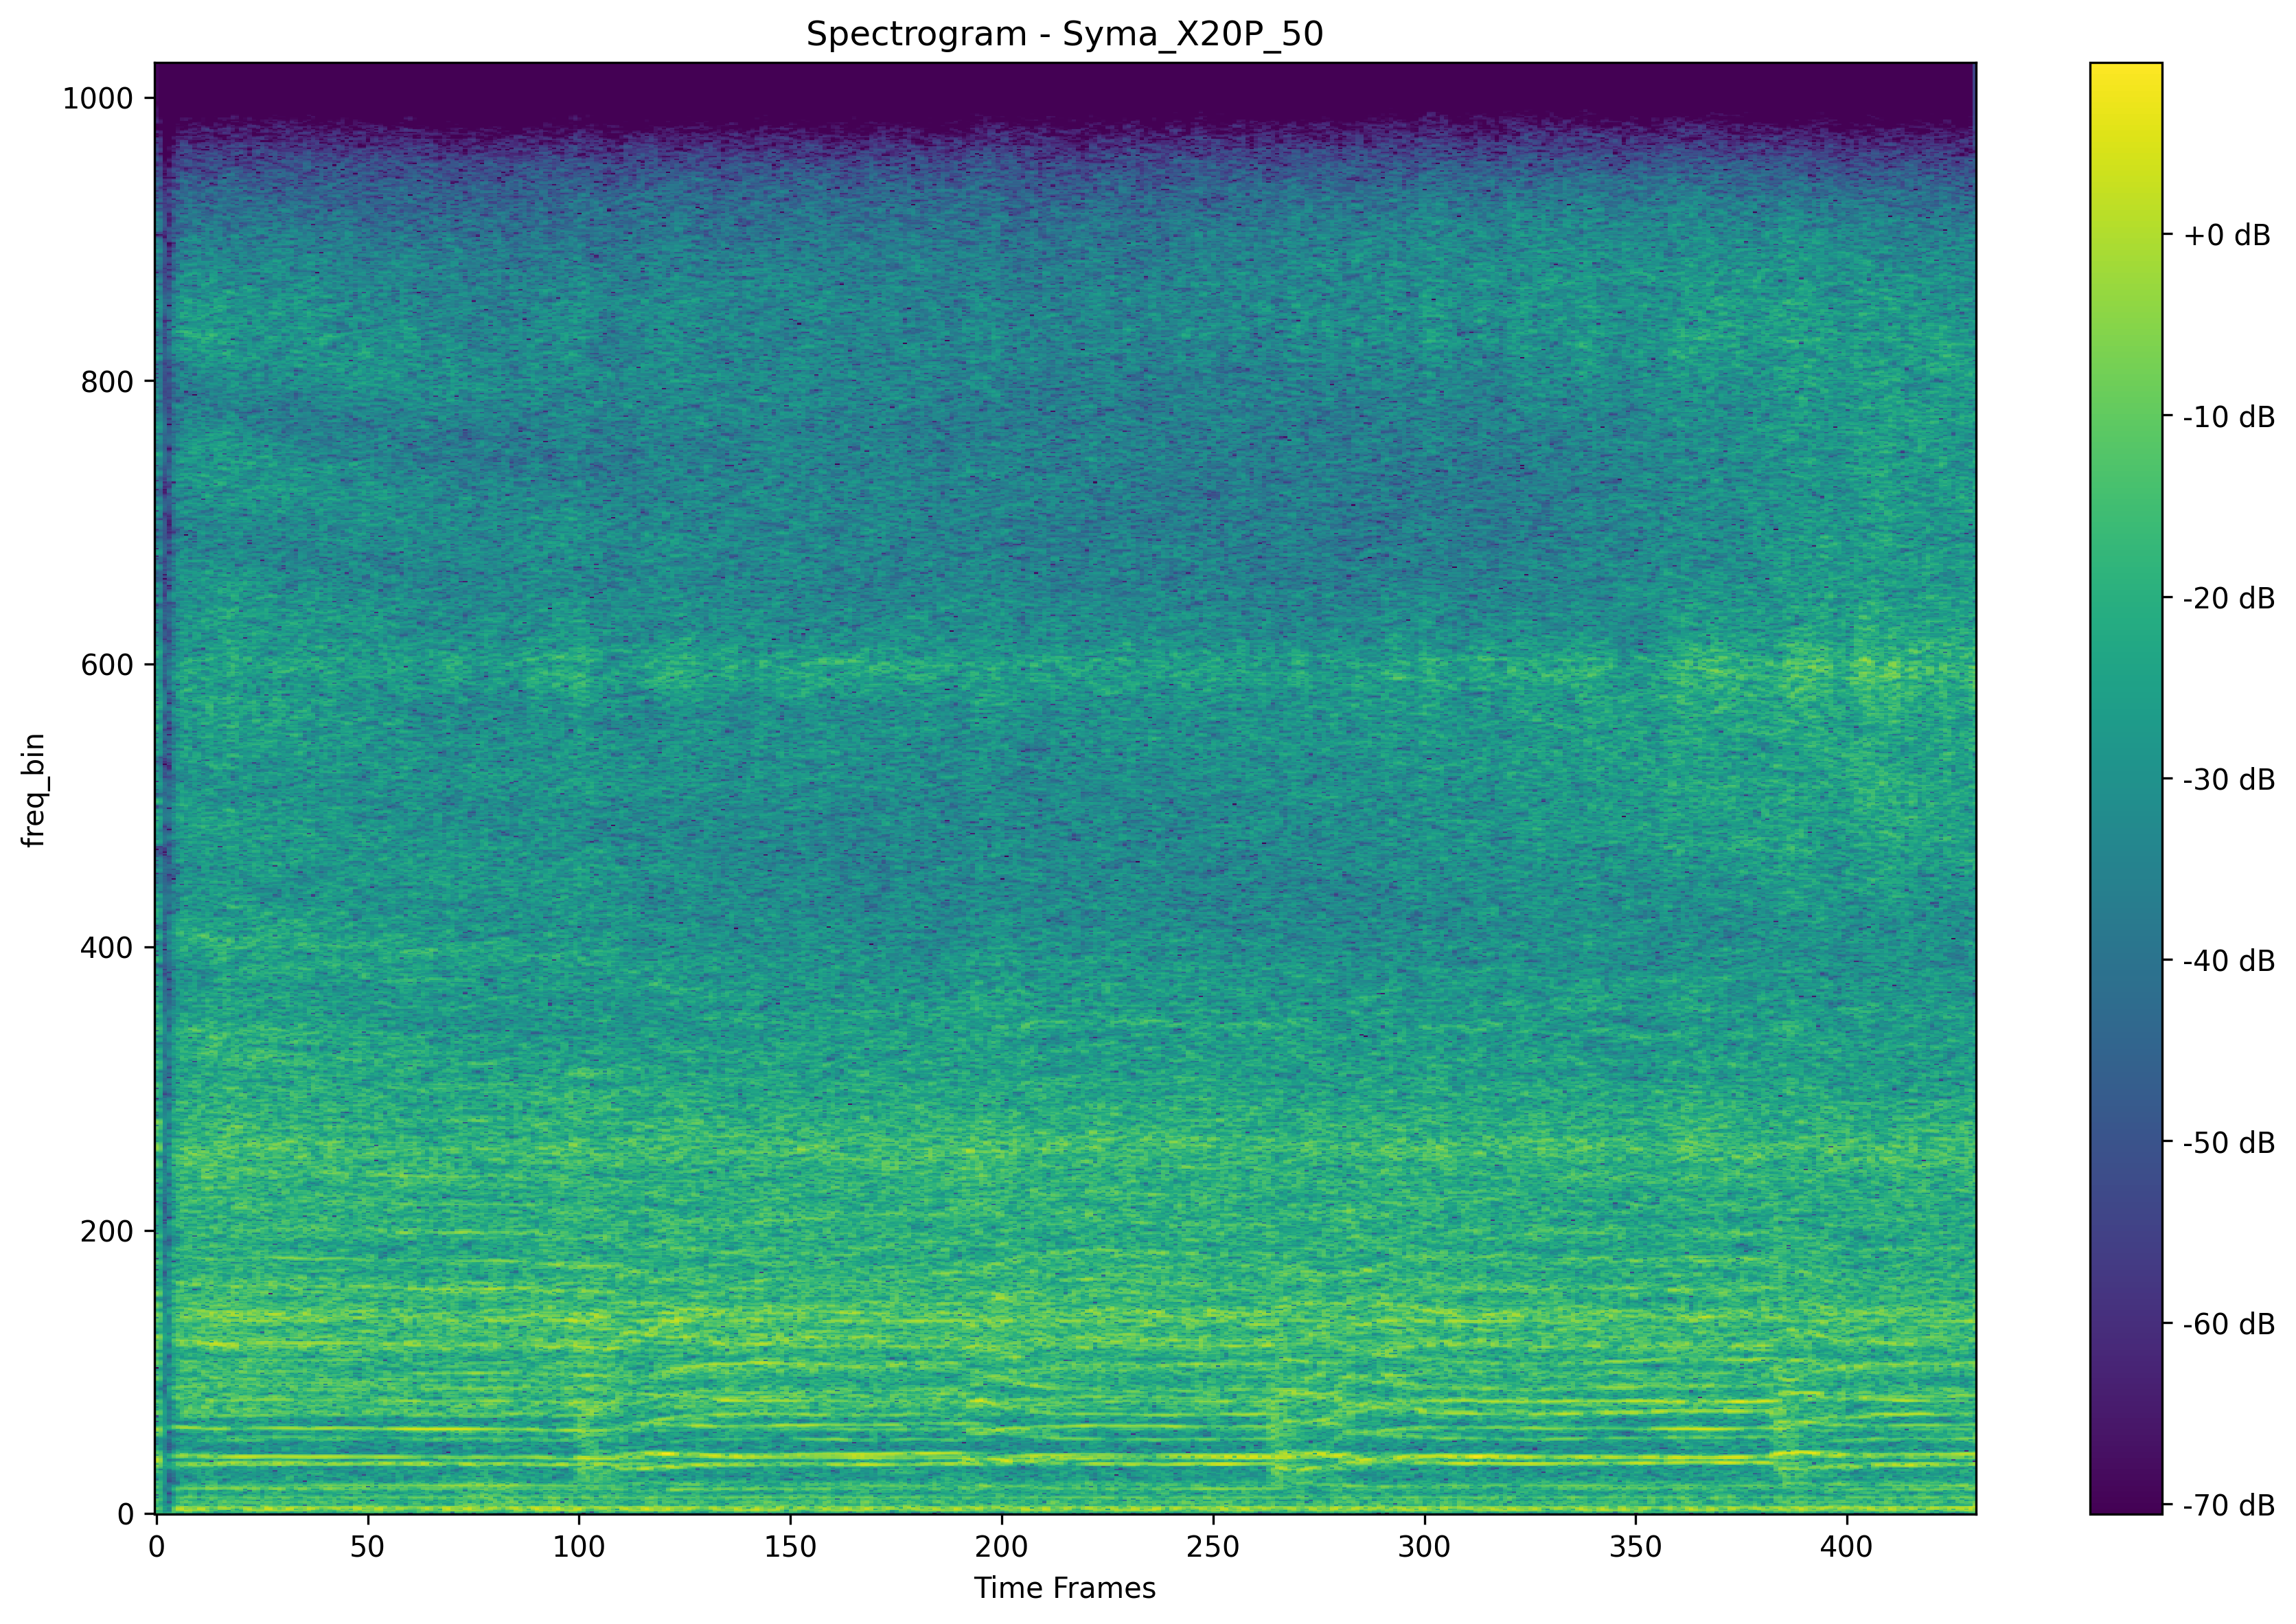 Spectrogram - Syma_X20P_50
1000
800
600
400
200
0
freq_bin
0 50 100 150 200 250 300 350 400
Time Frames
+0 dB
-10 dB
-20 dB
-30 dB
-40 dB
-50 dB
-60 dB
-70 dB